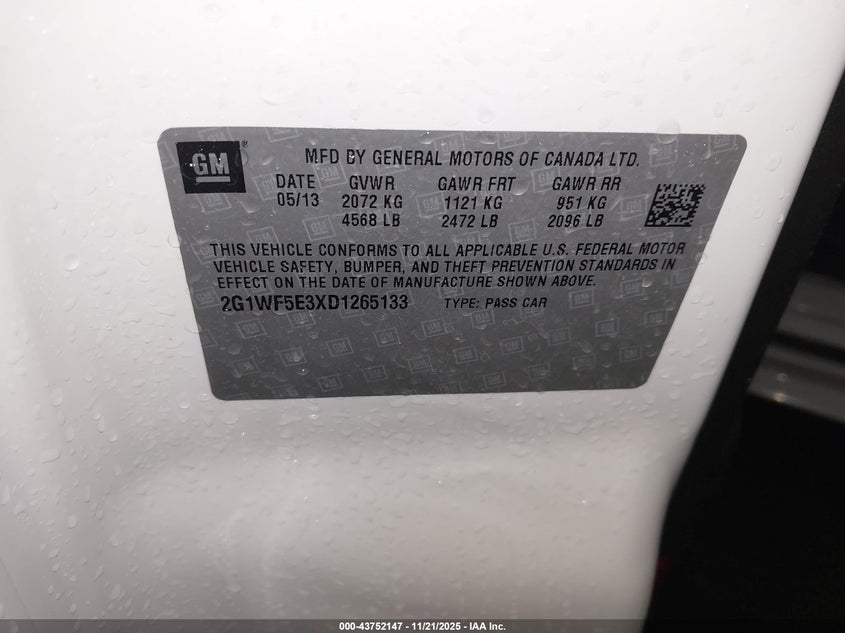 GM
MFD BY GENERAL MOTORS OF CANADA LTD.
DATE GVWR GAWR FRT GAWR RR
05/13 2072 KG 1121 KG 951 KG
4568 LB 2472 LB 2096 LB
THIS VEHICLE CONFORMS TO ALL APPLICABLE U.S. FEDERAL MOTOR
VEHICLE SAFETY, BUMPER, AND THEFT PREVENTION STANDARDS IN
EFFECT ON THE DATE OF MANUFACTURE SHOWN ABOVE.
2G1WF5E3XD1265133 TYPE: PASS CAR
000-43752147 - 11/21/2025 - IAA Inc.